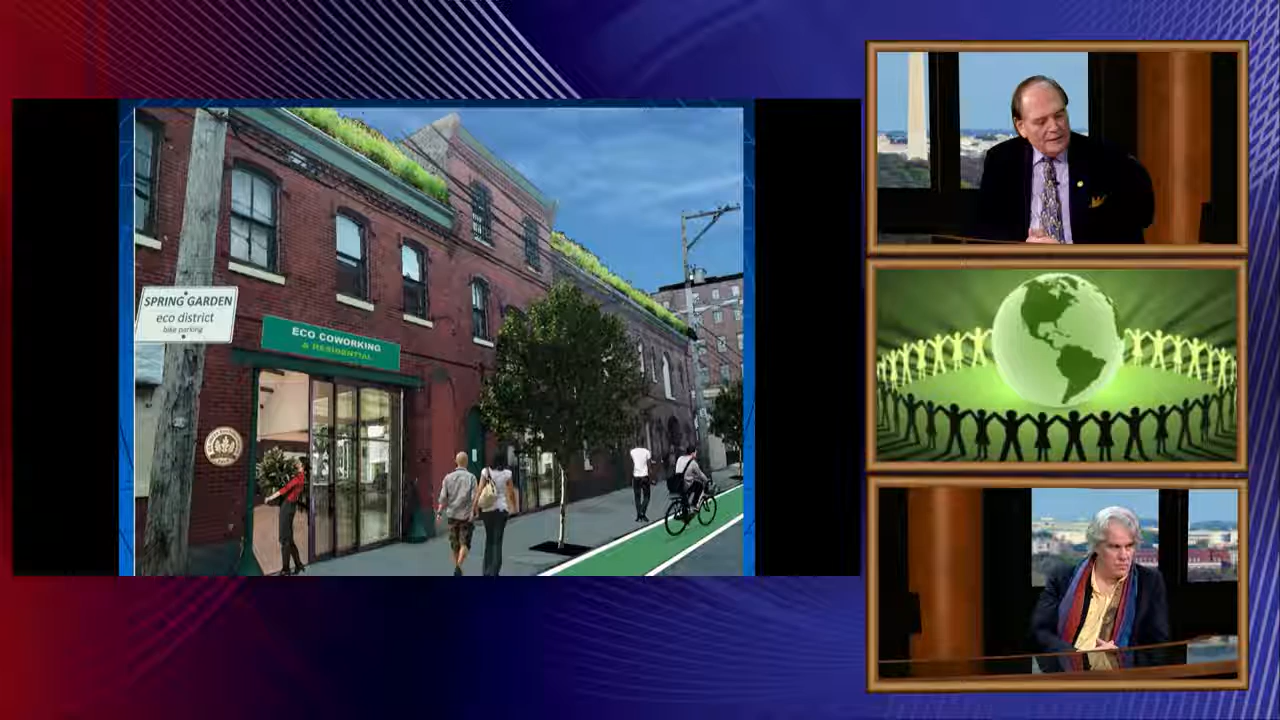 SPRING GARDEN
eco district
bike parking
ECO COWORKING
& RESIDENTIAL